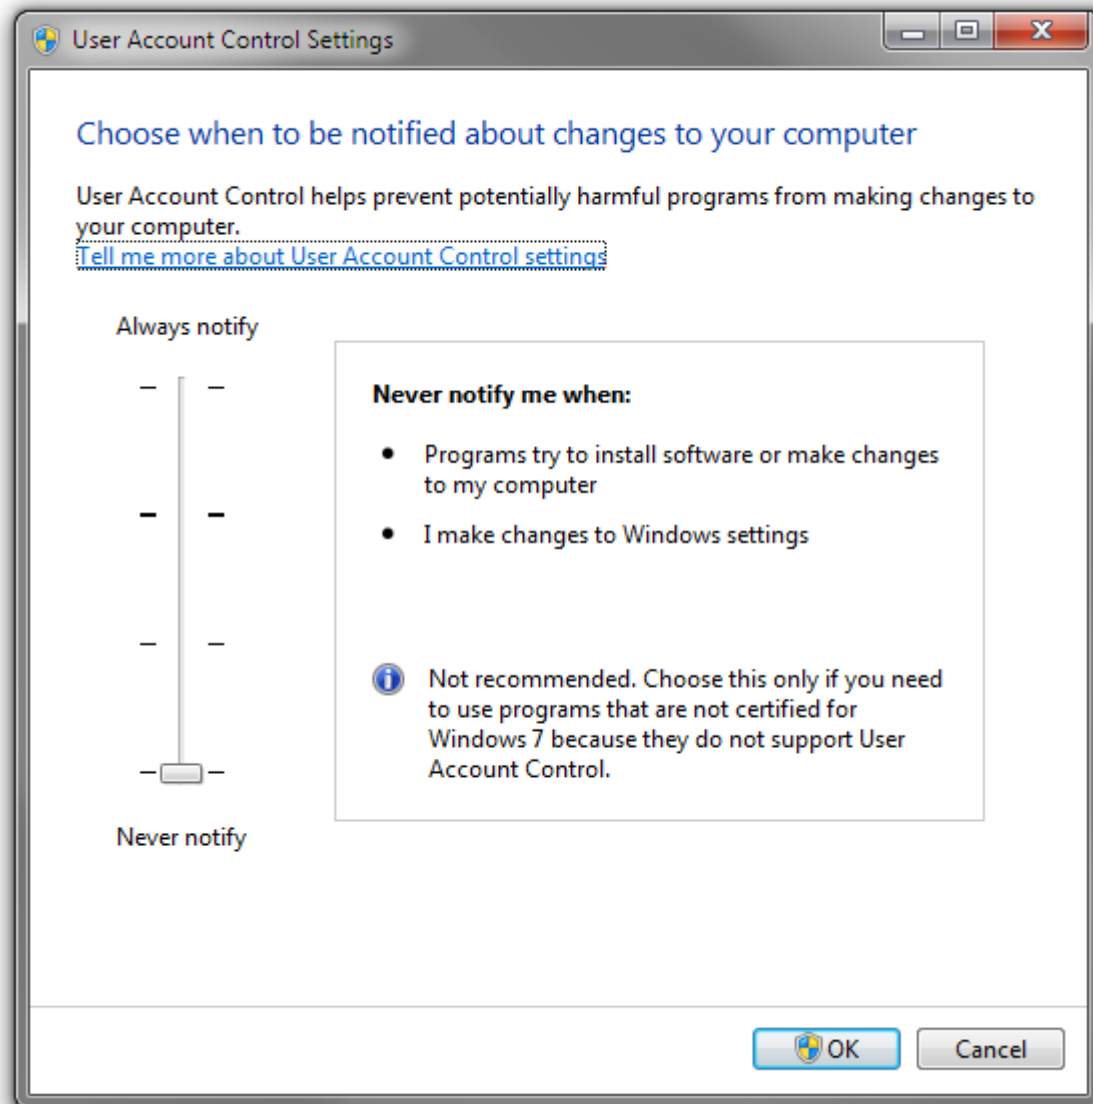 User Account Control Settings
Choose when to be notified about changes to your computer
User Account Control helps prevent potentially harmful programs from making changes to
your computer.
Tell me more about User Account Control settings
Always notify
Never notify me when:
Programs try to install software or make changes
to my computer
I make changes to Windows settings
Not recommended. Choose this only if you need
to use programs that are not certified for
Windows 7 because they do not support User
Account Control.
Never notify
OK
Cancel